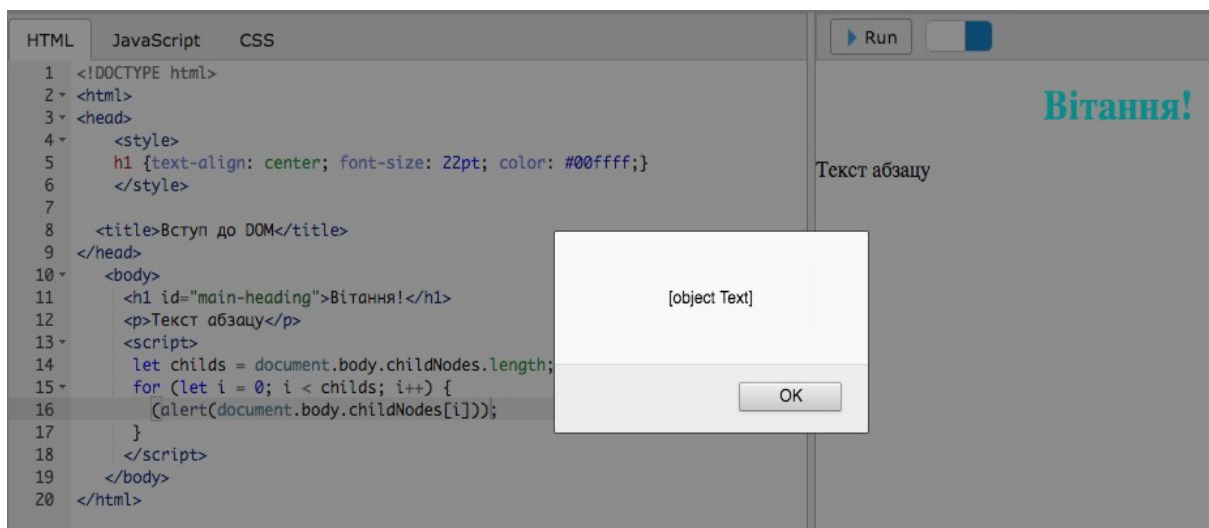 HTML JavaScript CSS Run
1 <!DOCTYPE html>
2 <html>
3 <head>
4 <style>
5 h1 {text-align: center; font-size: 22pt; color: #00ffff;}
6 </style>
7
8 <title>Вступ до DOM</title>
9 </head>
10 <body>
11 <h1 id="main-heading">Вітання!</h1>
12 <p>Текст абзацу</p>
13 <script>
14 let childs = document.body.childNodes.length;
15 for (let i = 0; i < childs; i++) {
16 (alert(document.body.childNodes[i]));
17 }
18 </script>
19 </body>
20 </html>
Вітання!
Текст абзацу
[object Text]
OK